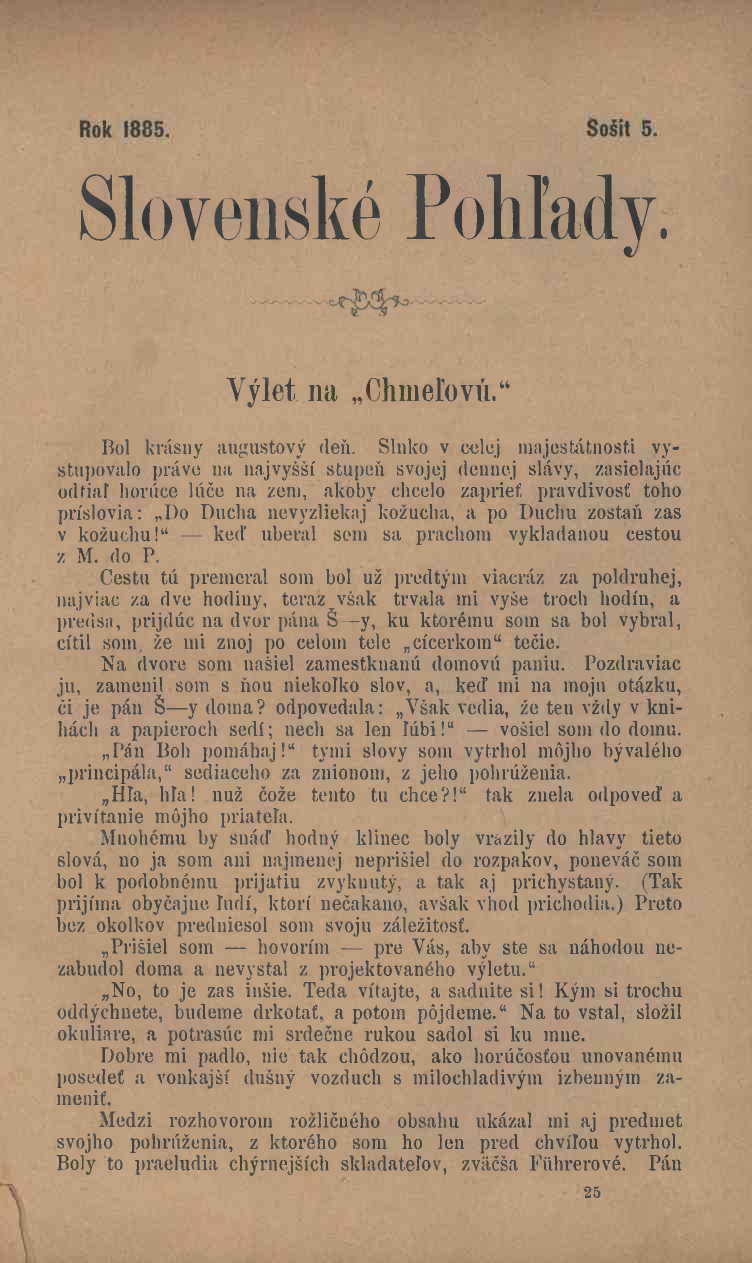 Rok 1885.
Sošit 5.
Slovenské Pohľady.
Výlet na „Chmeľovú.“
Bol krásny augustový deň. Slnko v celej majestátnosti vy-
stupovalo práve na najvyšší stupeň svojej dennej slávy, zasielajúc
odtiaľ horúce lúče na zem, akoby chcelo zaprieť pravdivosť toho
príslovia: „Do Ducha nevyzliekaj kožucha, a po Duchu zostaň zas
v kožuchu!“ — keď uberal som sa prachom vykladanou cestou
z M. do P.
Cestu tú premeral som bol už predtým viacráz za poldruhej,
najviac za dve hodiny, teraz však trvala mi vyše troch hodín, a
predsa, prijdúc na dvor pána Š—y, ku ktorému som sa bol vybral,
cítil som, že mi znoj po celom tele „cícerkom“ tečie.
Na dvore som našiel zamestknanú domovú paniu. Pozdraviac
ju, zamenil som s ňou niekoľko slov, a, keď mi na moju otázku,
či je pán Š—y doma? odpovedala: „Však vedia, že ten vždy v kni-
hách a papieroch sedí; nech sa len ľúbi!“ — vošiel som do domu.
„Pán Boh pomáhaj!“ tymi slovy som vytrhol môjho bývalého
„principála,“ sediaceho za znionom, z jeho pohrúženia.
„Hľa, hľa! nuž čože tento tu chce?!“ tak znela odpoveď a
privítanie môjho priateľa.
Mnohému by snáď hodný klinec boly vrazily do hlavy tieto
slová, no ja som ani najmenej neprišiel do rozpakov, poneváč som
bol k podobnému prijatiu zvyknutý, a tak aj prichystaný. (Tak
prijíma obyčajne ľudí, ktorí nečakano, avšak vhod prichodia.) Preto
bez okolkov predniesol som svoju záležitosť.
„Prišiel som — hovorím — pre Vás, aby ste sa náhodou ne-
zabudol doma a nevystal z projektovaného výletu.“
„No, to je zas inšie. Teda vítajte, a sadnite si! Kým si trochu
oddýchnete, budeme drkotať, a potom pôjdeme.“ Na to vstal, složil
okuliare, a potrasúc mi srdečne rukou sadol si ku mne.
Dobre mi padlo, nie tak chôdzou, ako horúčosťou unovanému
posedeť a vonkajší dušný vozduch s milochladivým izbenným za-
meniť.
Medzi rozhovorom rožličného obsahu ukázal mi aj predmet
svojho pohrúženia, z ktorého som ho len pred chvíľou vytrhol.
Boly to praeludia chýrnejších skladateľov, zväčša Führerové. Pán
25